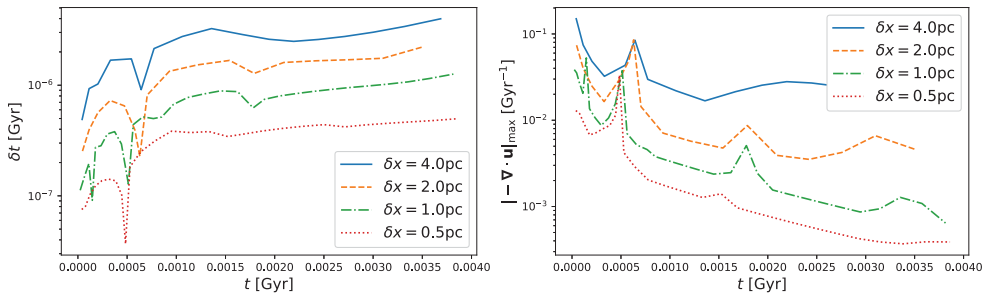 10⁻⁶
10⁻⁷
δt [Gyr]
0.0000 0.0005 0.0010 0.0015 0.0020 0.0025 0.0030 0.0035 0.0040
t [Gyr]
δx = 4.0pc
δx = 2.0pc
δx = 1.0pc
δx = 0.5pc
10⁻¹
10⁻²
10⁻³
|− ∇ · u|max [Gyr⁻¹]
0.0000 0.0005 0.0010 0.0015 0.0020 0.0025 0.0030 0.0035 0.0040
t [Gyr]
δx = 4.0pc
δx = 2.0pc
δx = 1.0pc
δx = 0.5pc